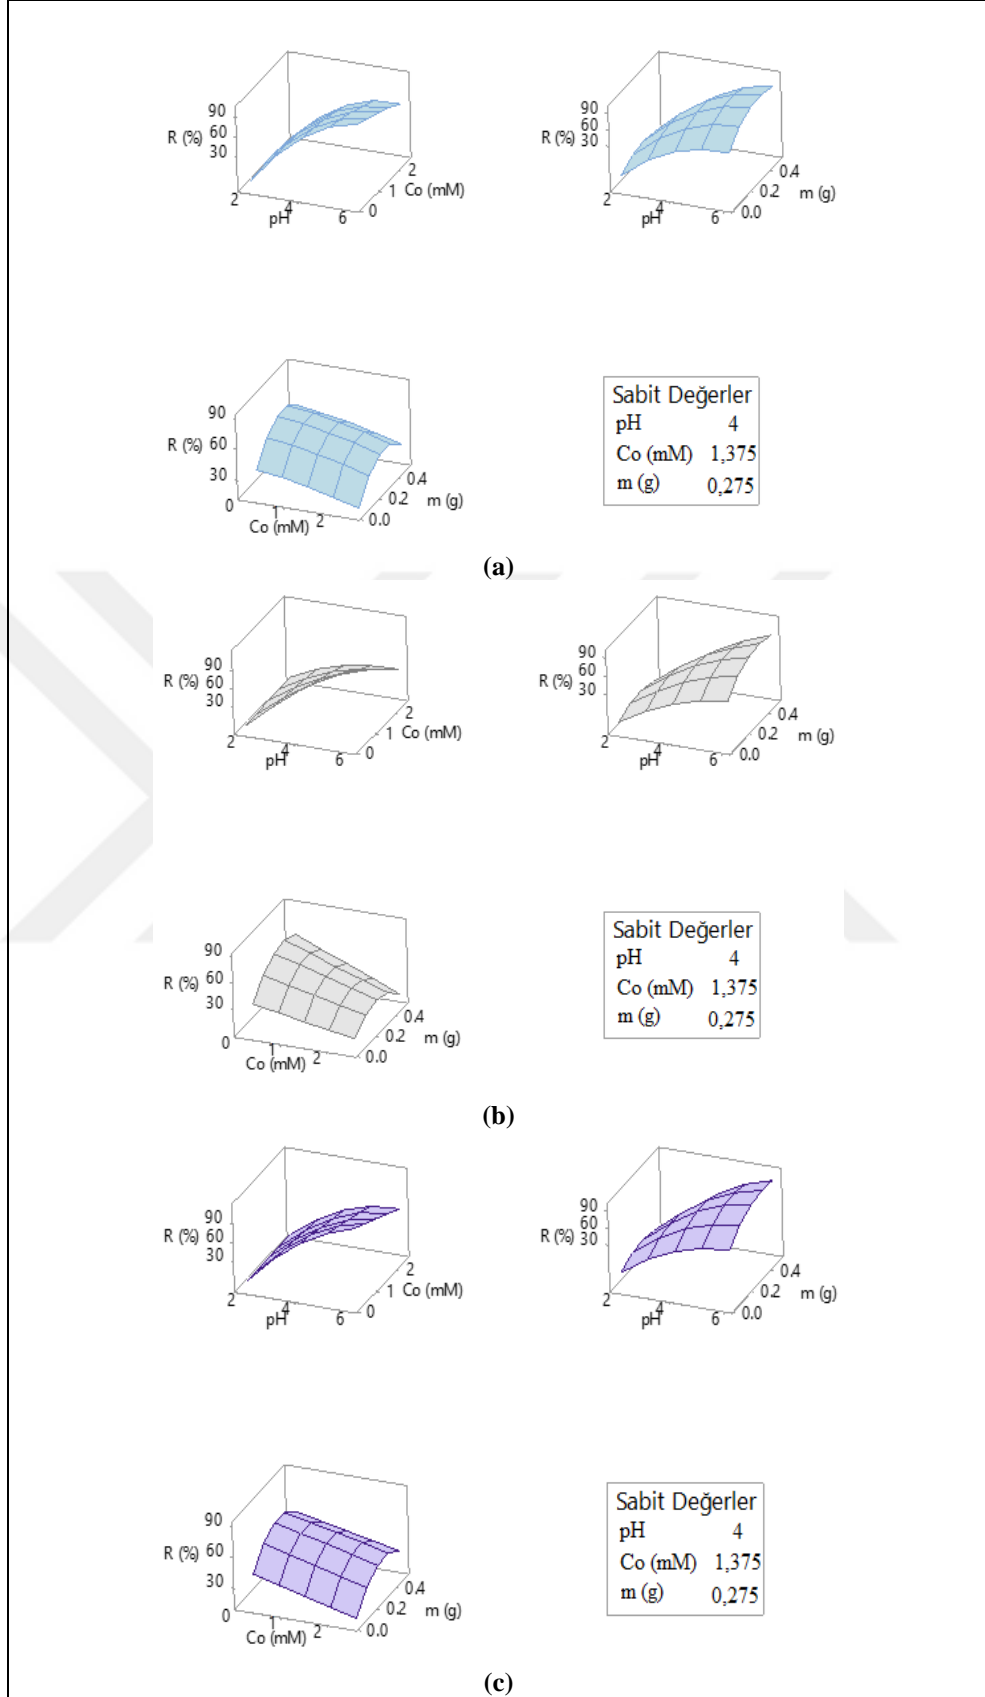 90
R (%) 60
30
2
4
6
pH
0
1
2
Co (mM)
90
60
R (%) 30
2
4
6
pH
0.0
0.2
0.4
m (g)
90
R (%) 60
30
0
1
2
Co (mM)
0.0
0.2
0.4
m (g)
Sabit Değerler
pH 4
Co (mM) 1,375
m (g) 0,275
(a)
90
R (%) 60
30
2
4
6
pH
0
1
2
Co (mM)
90
R (%) 60
30
2
4
6
pH
0.0
0.2
0.4
m (g)
90
R (%) 60
30
0
1
2
Co (mM)
0.0
0.2
0.4
m (g)
Sabit Değerler
pH 4
Co (mM) 1,375
m (g) 0,275
(b)
90
R (%) 60
30
2
4
6
pH
0
1
2
Co (mM)
90
60
R (%) 30
2
4
6
pH
0.0
0.2
0.4
m (g)
90
R (%) 60
30
0
1
2
Co (mM)
0.0
0.2
0.4
m (g)
Sabit Değerler
pH 4
Co (mM) 1,375
m (g) 0,275
(c)